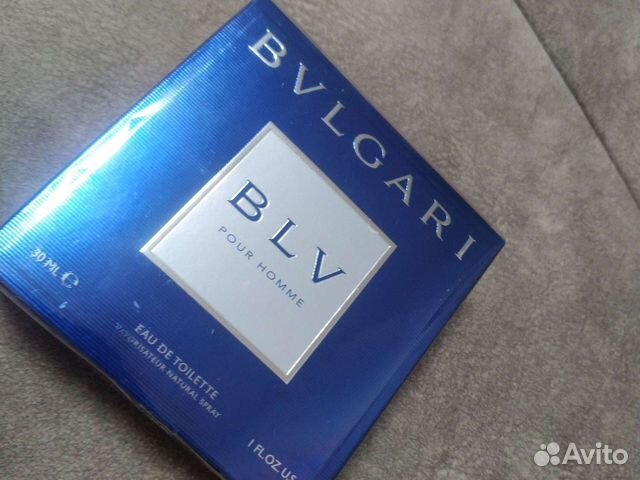 BVLGARI
BLV
POUR HOMME
30 ML ℮
EAU DE TOILETTE
VAPORISATEUR NATURAL SPRAY
1 FL OZ US
Avito